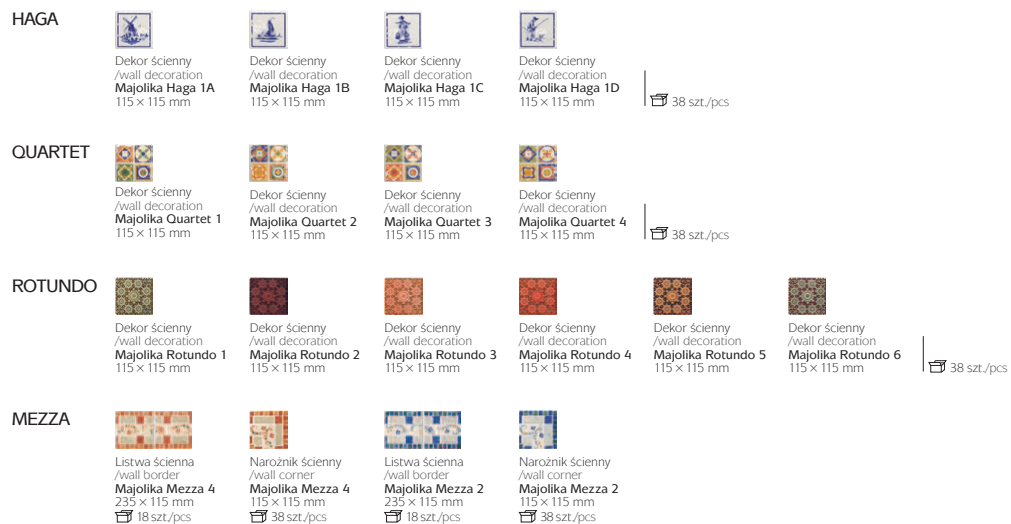 HAGA
Dekor ścienny
/wall decoration
Majolika Haga 1A
115 × 115 mm
Dekor ścienny
/wall decoration
Majolika Haga 1B
115 × 115 mm
Dekor ścienny
/wall decoration
Majolika Haga 1C
115 × 115 mm
Dekor ścienny
/wall decoration
Majolika Haga 1D
115 × 115 mm
38 szt./pcs
QUARTET
Dekor ścienny
/wall decoration
Majolika Quartet 1
115 × 115 mm
Dekor ścienny
/wall decoration
Majolika Quartet 2
115 × 115 mm
Dekor ścienny
/wall decoration
Majolika Quartet 3
115 × 115 mm
Dekor ścienny
/wall decoration
Majolika Quartet 4
115 × 115 mm
38 szt./pcs
ROTUNDO
Dekor ścienny
/wall decoration
Majolika Rotundo 1
115 × 115 mm
Dekor ścienny
/wall decoration
Majolika Rotundo 2
115 × 115 mm
Dekor ścienny
/wall decoration
Majolika Rotundo 3
115 × 115 mm
Dekor ścienny
/wall decoration
Majolika Rotundo 4
115 × 115 mm
Dekor ścienny
/wall decoration
Majolika Rotundo 5
115 × 115 mm
Dekor ścienny
/wall decoration
Majolika Rotundo 6
115 × 115 mm
38 szt./pcs
MEZZA
Listwa ścienna
/wall border
Majolika Mezza 4
235 × 115 mm
18 szt./pcs
Narożnik ścienny
/wall corner
Majolika Mezza 4
115 × 115 mm
38 szt./pcs
Listwa ścienna
/wall border
Majolika Mezza 2
235 × 115 mm
18 szt./pcs
Narożnik ścienny
/wall corner
Majolika Mezza 2
115 × 115 mm
38 szt./pcs